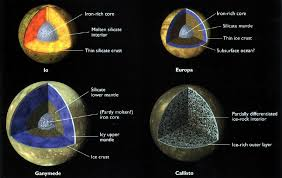 Iron-rich core
Molten silicate
interior
Thin silicate crust
Io
Iron-rich core
Silicate mantle
Thin ice crust
Subsurface ocean?
Europa
Silicate
lower mantle
(Partly molten?)
iron core
Icy upper
mantle
Ice crust
Ganymede
Partially differentiated
ice-rock interior
Ice-rich outer layer
Callisto